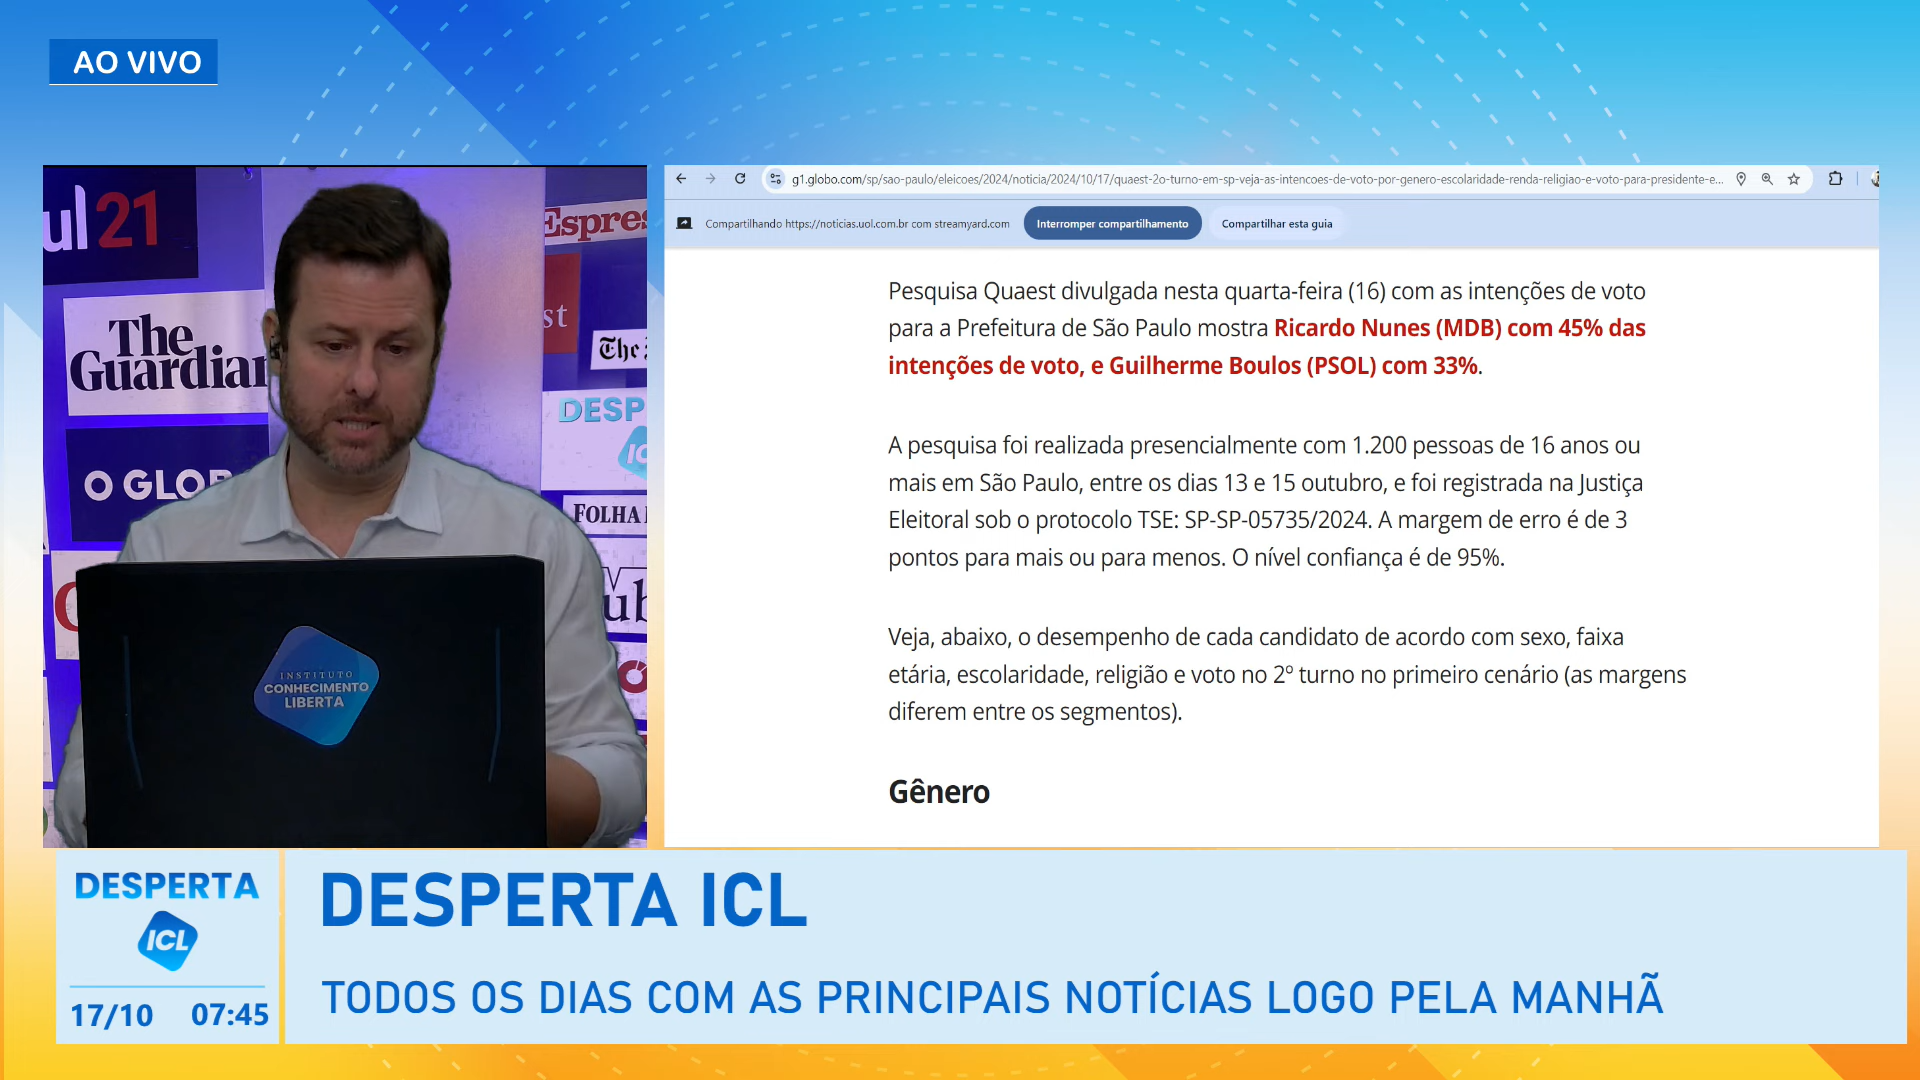 AO VIVO
ul 21
Espres
The
Guardian
st
The
DESP
O GLOB
FOLHA
ub
INSTITUTO
CONHECIMENTO
LIBERTA
g1.globo.com/sp/sao-paulo/eleicoes/2024/noticia/2024/10/17/quaest-2o-turno-em-sp-veja-as-intencoes-de-voto-por-genero-escolaridade-renda-religiao-e-voto-para-presidente-e...
Compartilhando https://noticias.uol.com.br com streamyard.com
Interromper compartilhamento
Compartilhar esta guia
Pesquisa Quaest divulgada nesta quarta-feira (16) com as intenções de voto
para a Prefeitura de São Paulo mostra Ricardo Nunes (MDB) com 45% das
intenções de voto, e Guilherme Boulos (PSOL) com 33%.
A pesquisa foi realizada presencialmente com 1.200 pessoas de 16 anos ou
mais em São Paulo, entre os dias 13 e 15 outubro, e foi registrada na Justiça
Eleitoral sob o protocolo TSE: SP-SP-05735/2024. A margem de erro é de 3
pontos para mais ou para menos. O nível confiança é de 95%.
Veja, abaixo, o desempenho de cada candidato de acordo com sexo, faixa
etária, escolaridade, religião e voto no 2º turno no primeiro cenário (as margens
diferem entre os segmentos).
Gênero
DESPERTA
ICL
17/10 07:45
DESPERTA ICL
TODOS OS DIAS COM AS PRINCIPAIS NOTÍCIAS LOGO PELA MANHÃ